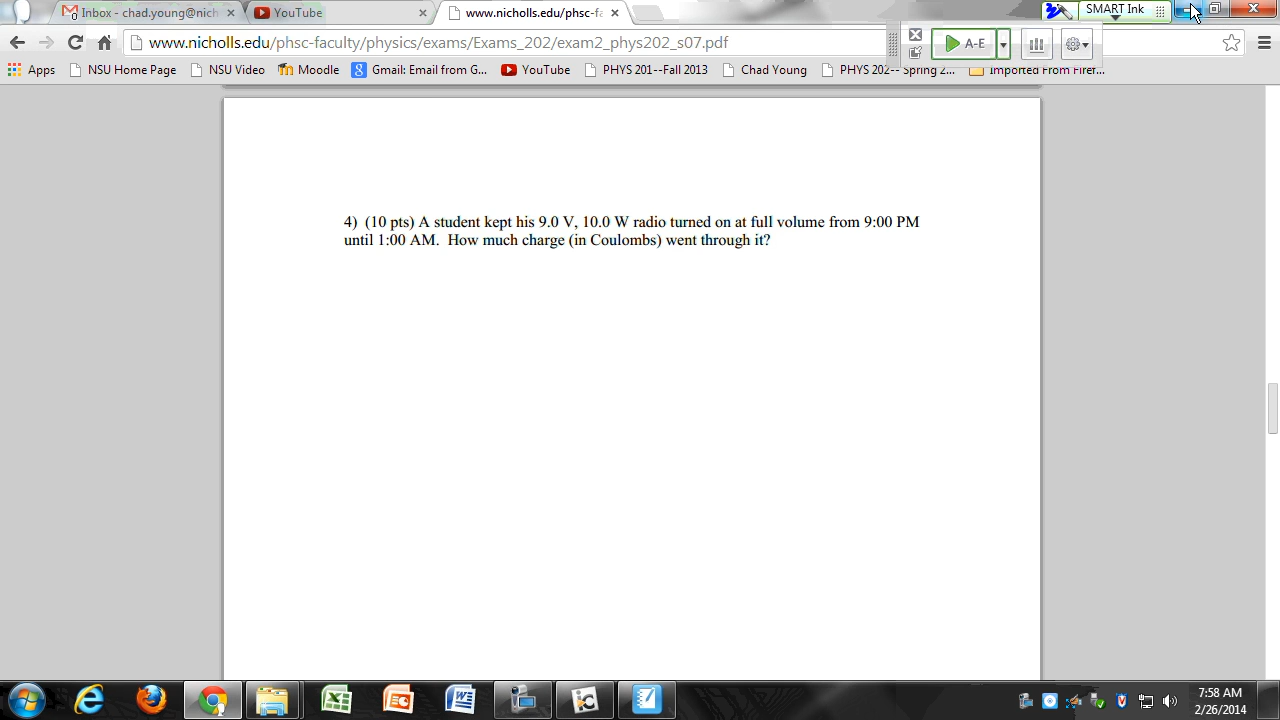 Inbox - chad.young@nich
YouTube
www.nicholls.edu/phsc-fa
SMART Ink
www.nicholls.edu/phsc-faculty/physics/exams/Exams_202/exam2_phys202_s07.pdf
A-E
Apps
NSU Home Page
NSU Video
Moodle
Gmail: Email from G...
YouTube
PHYS 201--Fall 2013
Chad Young
PHYS 202-- Spring 2...
Imported From Firef...
4) (10 pts) A student kept his 9.0 V, 10.0 W radio turned on at full volume from 9:00 PM
until 1:00 AM. How much charge (in Coulombs) went through it?
7:58 AM
2/26/2014